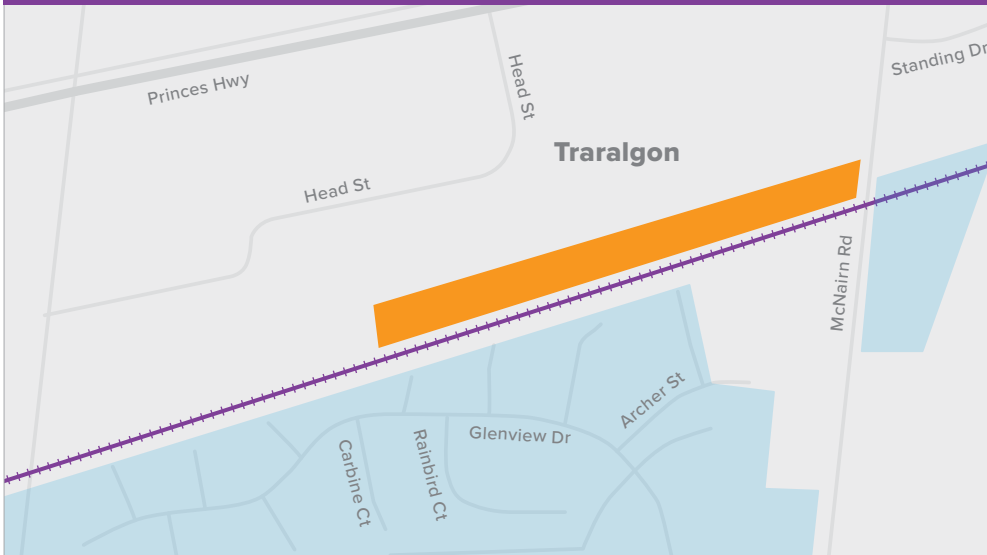 Head St
Standing Dr
Princes Hwy
Traralgon
Head St
McNairn Rd
Archer St
Glenview Dr
Rainbird Ct
Carbine Ct